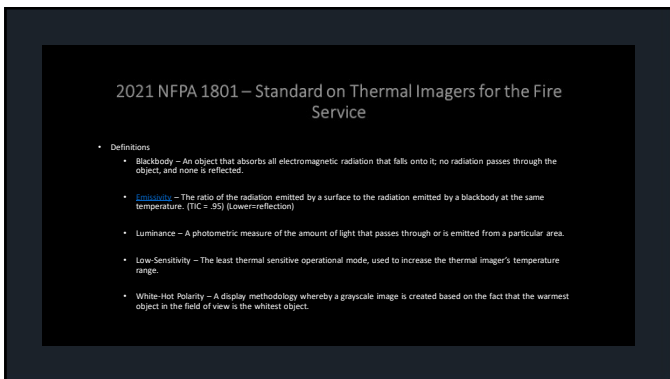 2021 NFPA 1801 – Standard on Thermal Imagers for the Fire
Service
• Definitions
• Blackbody – An object that absorbs all electromagnetic radiation that falls onto it; no radiation passes through the
object, and none is reflected.
• Emissivity – The ratio of the radiation emitted by a surface to the radiation emitted by a blackbody at the same
temperature. (TIC = .95) (Lower=reflection)
• Luminance – A photometric measure of the amount of light that passes through or is emitted from a particular area.
• Low-Sensitivity – The least thermal sensitive operational mode, used to increase the thermal imager's temperature
range.
• White-Hot Polarity – A display methodology whereby a grayscale image is created based on the fact that the warmest
object in the field of view is the whitest object.